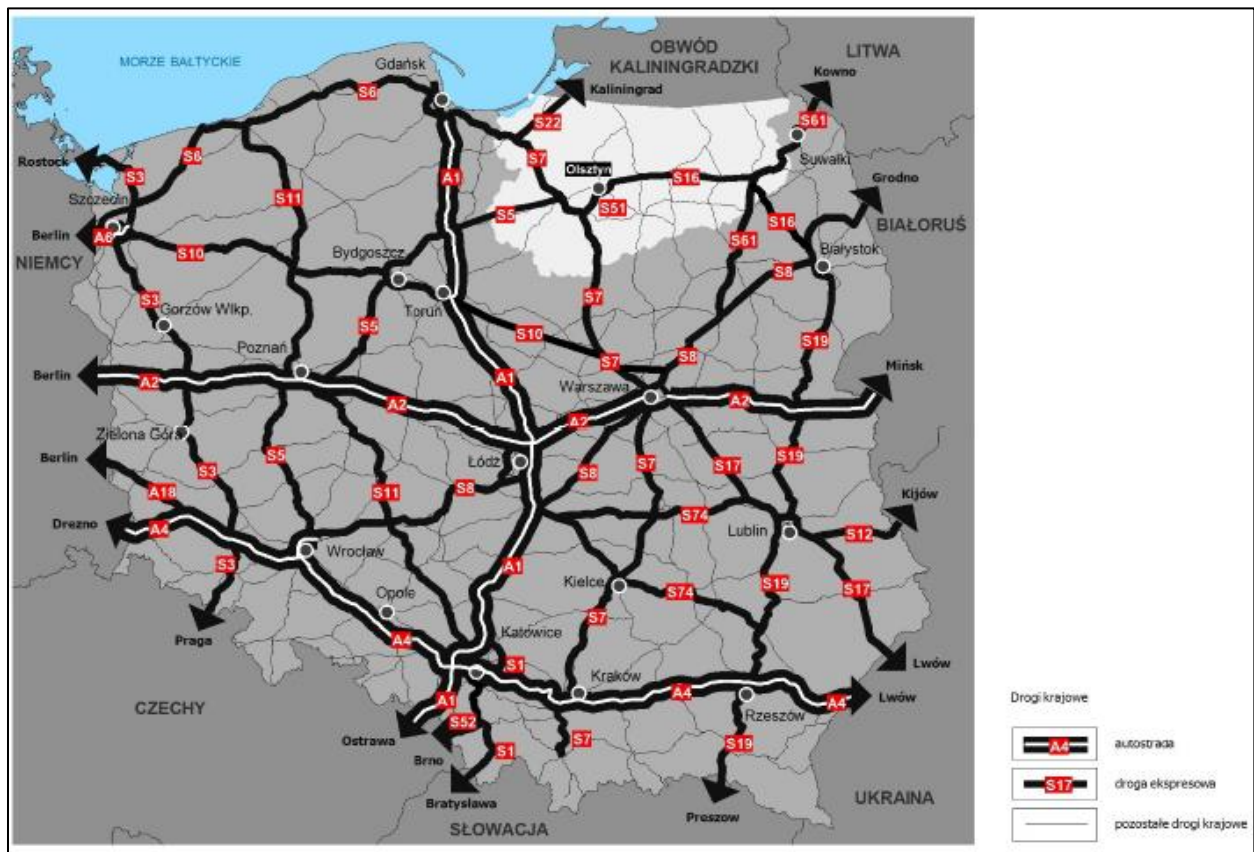 MORZE BAŁTYCKIE
OBWÓD
KALININGRADZKI
LITWA
Gdańsk
Kowno
Kaliningrad
S6
S22
S61
Rostock
S6
S7
Suwałki
S3
Olsztyn
A1
S16
Grodno
Szczecin
S11
S51
S5
S16
BIAŁORUŚ
Berlin
A6
S10
Bydgoszcz
S61
Białystok
NIEMCY
S8
S3
S7
Gorzów Wlkp.
Toruń
S5
S10
S19
Poznań
S7
S8
Berlin
A2
A1
Warszawa
Mińsk
A2
A2
A2
Zielona Góra
Berlin
S5
Łódź
S19
S3
S8
S7
S17
A18
S11
S8
Kijów
Drezno
A4
S74
Lublin
S12
Wrocław
S3
A1
Kielce
S19
Opole
S74
S17
Praga
S7
A4
Katowice
Lwów
S1
Kraków
A4
Lwów
A4
CZECHY
A1
Rzeszów
S52
Ostrawa
S7
S19
Brno
S1
Bratysława
Preszow
UKRAINA
SŁOWACJA
Drogi krajowe
A4
autostrada
S17
droga ekspresowa
pozostałe drogi krajowe